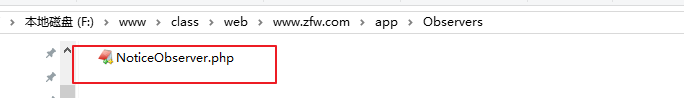 本地磁盘 (F:) > www > class > web > www.zfw.com > app > Observers
NoticeObserver.php